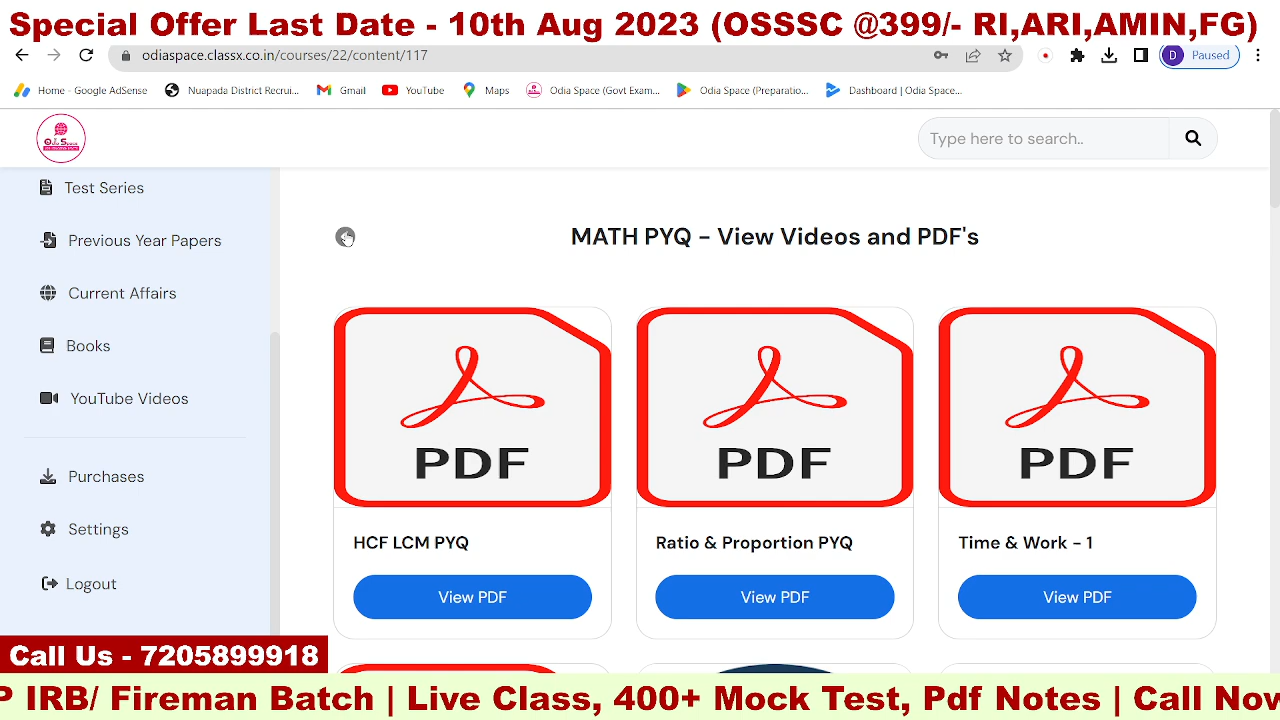 Special Offer Last Date - 10th Aug 2023 (OSSSC @399/- RI,ARI,AMIN,FG)
odiaspace.classx.co.in/courses/22/content/117
D Paused
Home - Google AdSense
Nuapada District Recrui...
Gmail
YouTube
Maps
Odia Space (Govt Exam...
Odia Space (Preparatio...
Dashboard | Odia Space...
Type here to search..
Test Series
Previous Year Papers
Current Affairs
Books
YouTube Videos
Purchases
Settings
Logout
MATH PYQ - View Videos and PDF's
PDF
PDF
PDF
HCF LCM PYQ
Ratio & Proportion PYQ
Time & Work - 1
View PDF
View PDF
View PDF
Call Us - 7205899918
P IRB/ Fireman Batch | Live Class, 400+ Mock Test, Pdf Notes | Call Now